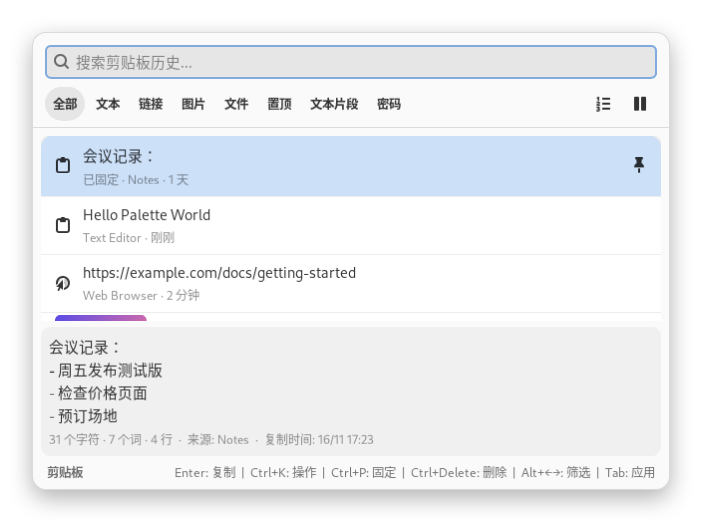 搜索剪贴板历史...
全部 文本 链接 图片 文件 置顶 文本片段 密码
会议记录：
已固定 · Notes · 1 天
Hello Palette World
Text Editor · 刚刚
https://example.com/docs/getting-started
Web Browser · 2 分钟
会议记录：
- 周五发布测试版
- 检查价格页面
- 预订场地
31 个字符 · 7 个词 · 4 行 · 来源: Notes · 复制时间: 16/11 17:23
剪贴板 Enter: 复制 | Ctrl+K: 操作 | Ctrl+P: 固定 | Ctrl+Delete: 删除 | Alt+↔: 筛选 | Tab: 应用